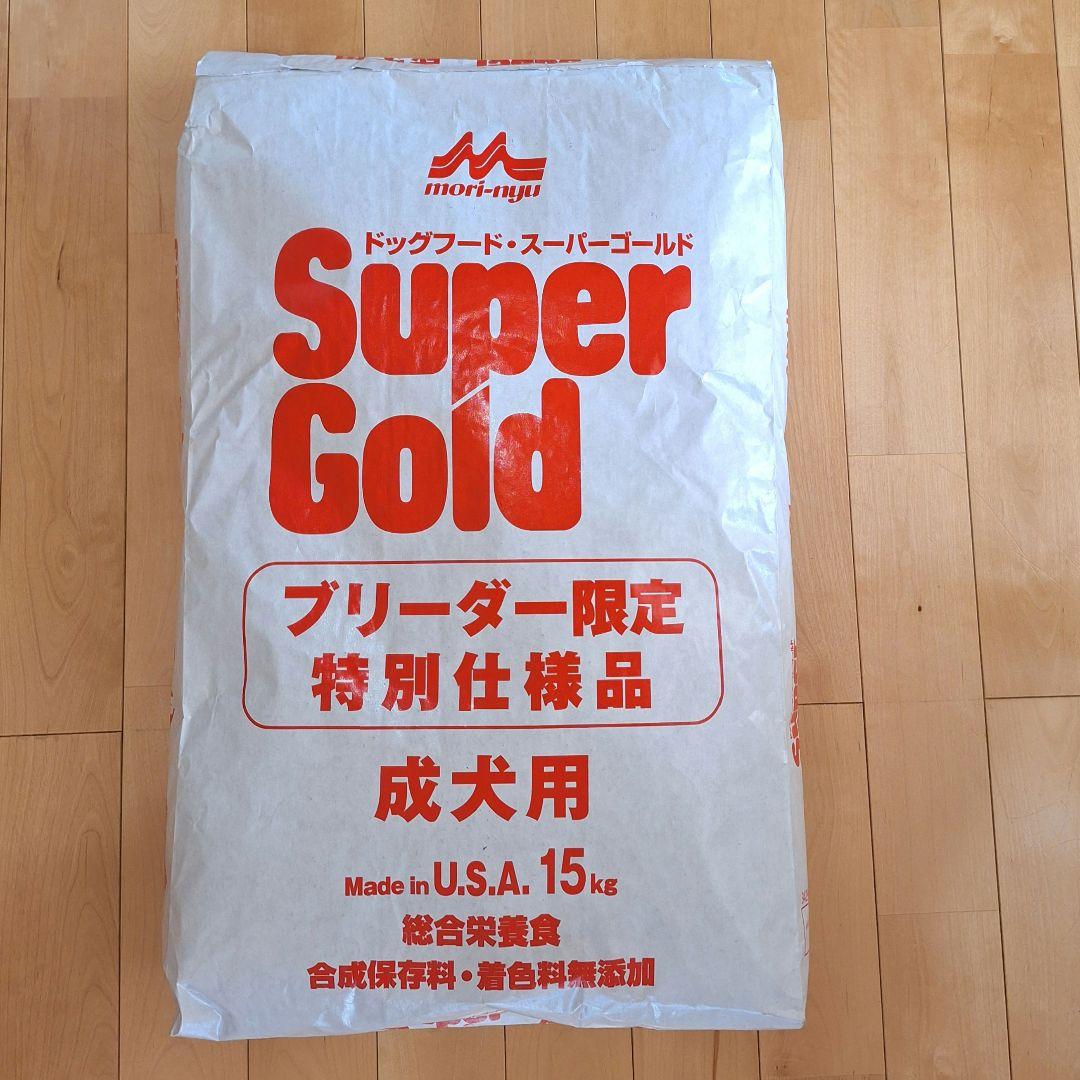 mori-nyu
ドッグフード・スーパーゴールド
Super
Gold
ブリーダー限定
特別仕様品
成犬用
Made in U.S.A. 15kg
総合栄養食
合成保存料・着色料無添加